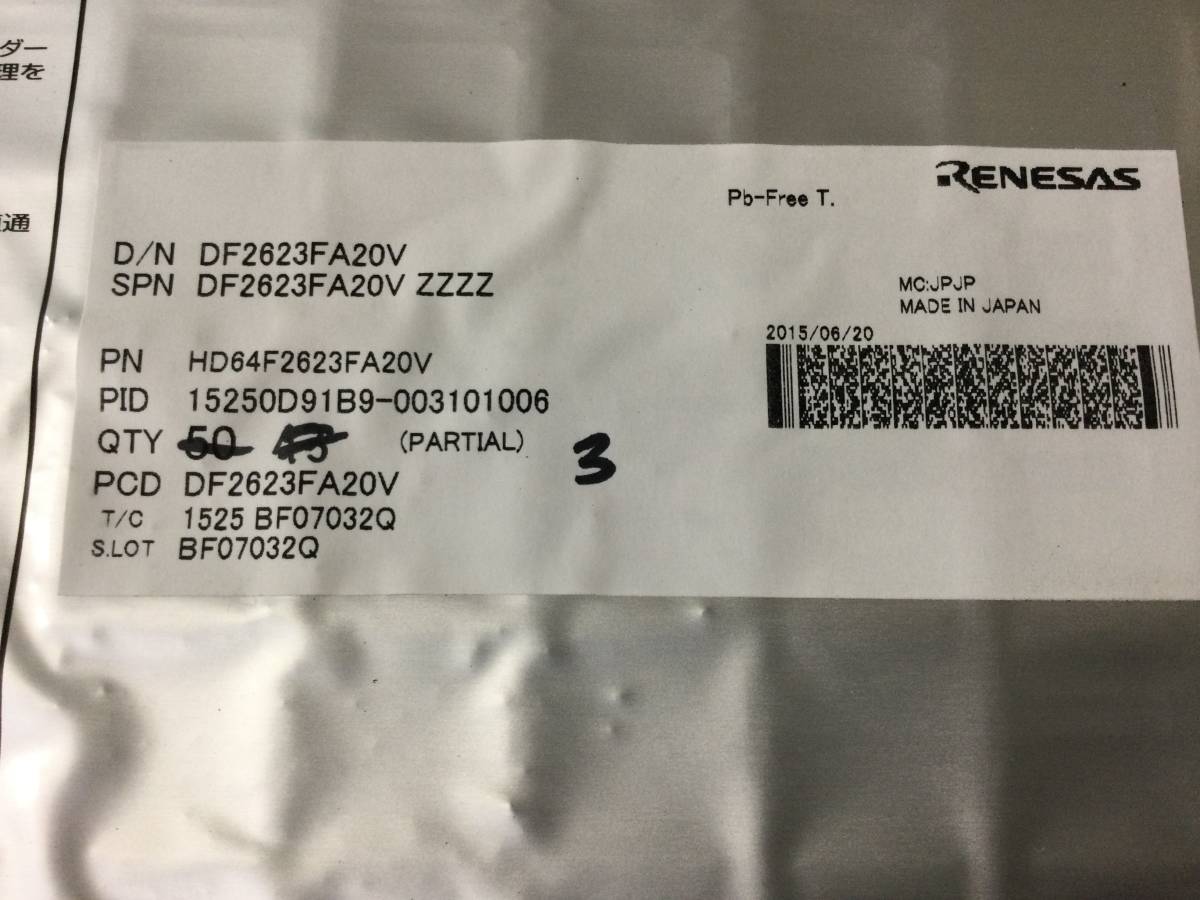 ダー
理を
通
RENESAS
Pb-Free T.
D/N DF2623FA20V
SPN DF2623FA20V ZZZZ
MC:JPJP
MADE IN JAPAN
2015/06/20
PN HD64F2623FA20V
PID 15250D91B9-003101006
QTY 50 (PARTIAL) 3
PCD DF2623FA20V
T/C 1525 BF07032Q
S.LOT BF07032Q